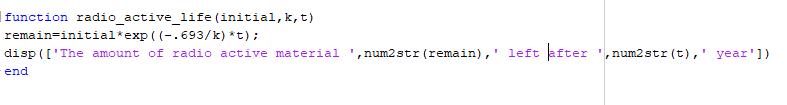 function radio_active_life(initial,k,t)
remain=initial*exp((-.693/k)*t);
disp(['The amount of radio active material ',num2str(remain),' left after ',num2str(t),' year'])
end